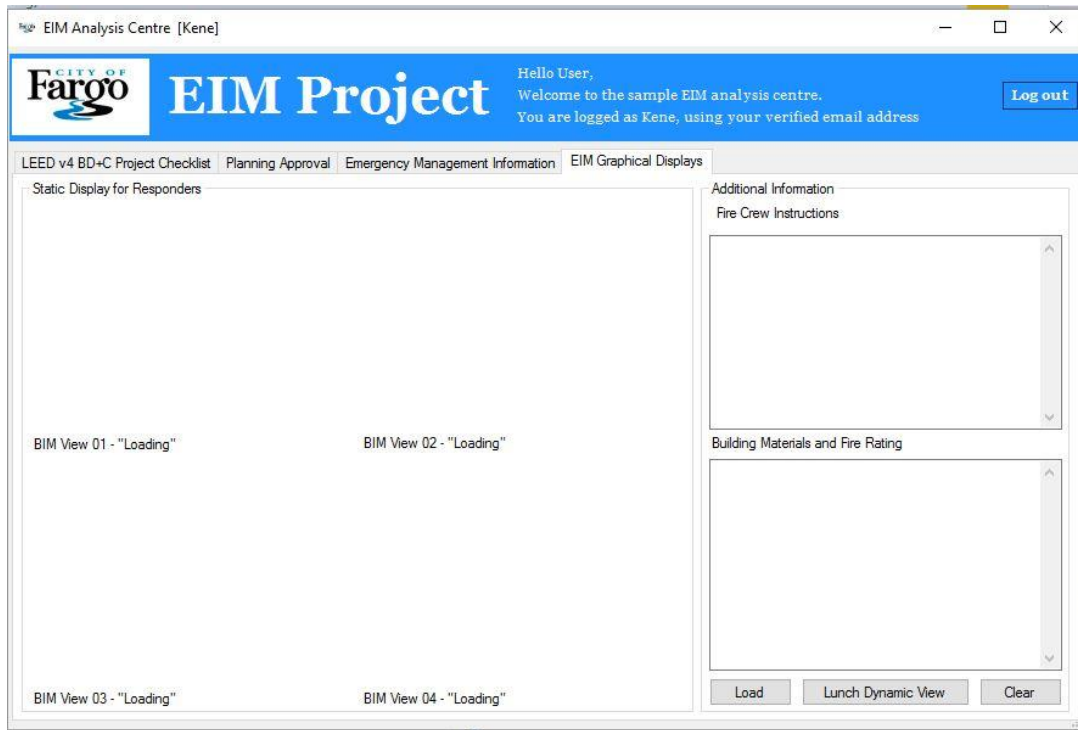 EIM Analysis Centre [Kene]
CITY OF
Fargo
EIM Project
Hello User,
Welcome to the sample EIM analysis centre.
You are logged as Kene, using your verified email address
Log out
LEED v4 BD+C Project Checklist
Planning Approval
Emergency Management Information
EIM Graphical Displays
Static Display for Responders
BIM View 01 - "Loading"
BIM View 02 - "Loading"
BIM View 03 - "Loading"
BIM View 04 - "Loading"
Additional Information
Fire Crew Instructions
Building Materials and Fire Rating
Load
Lunch Dynamic View
Clear